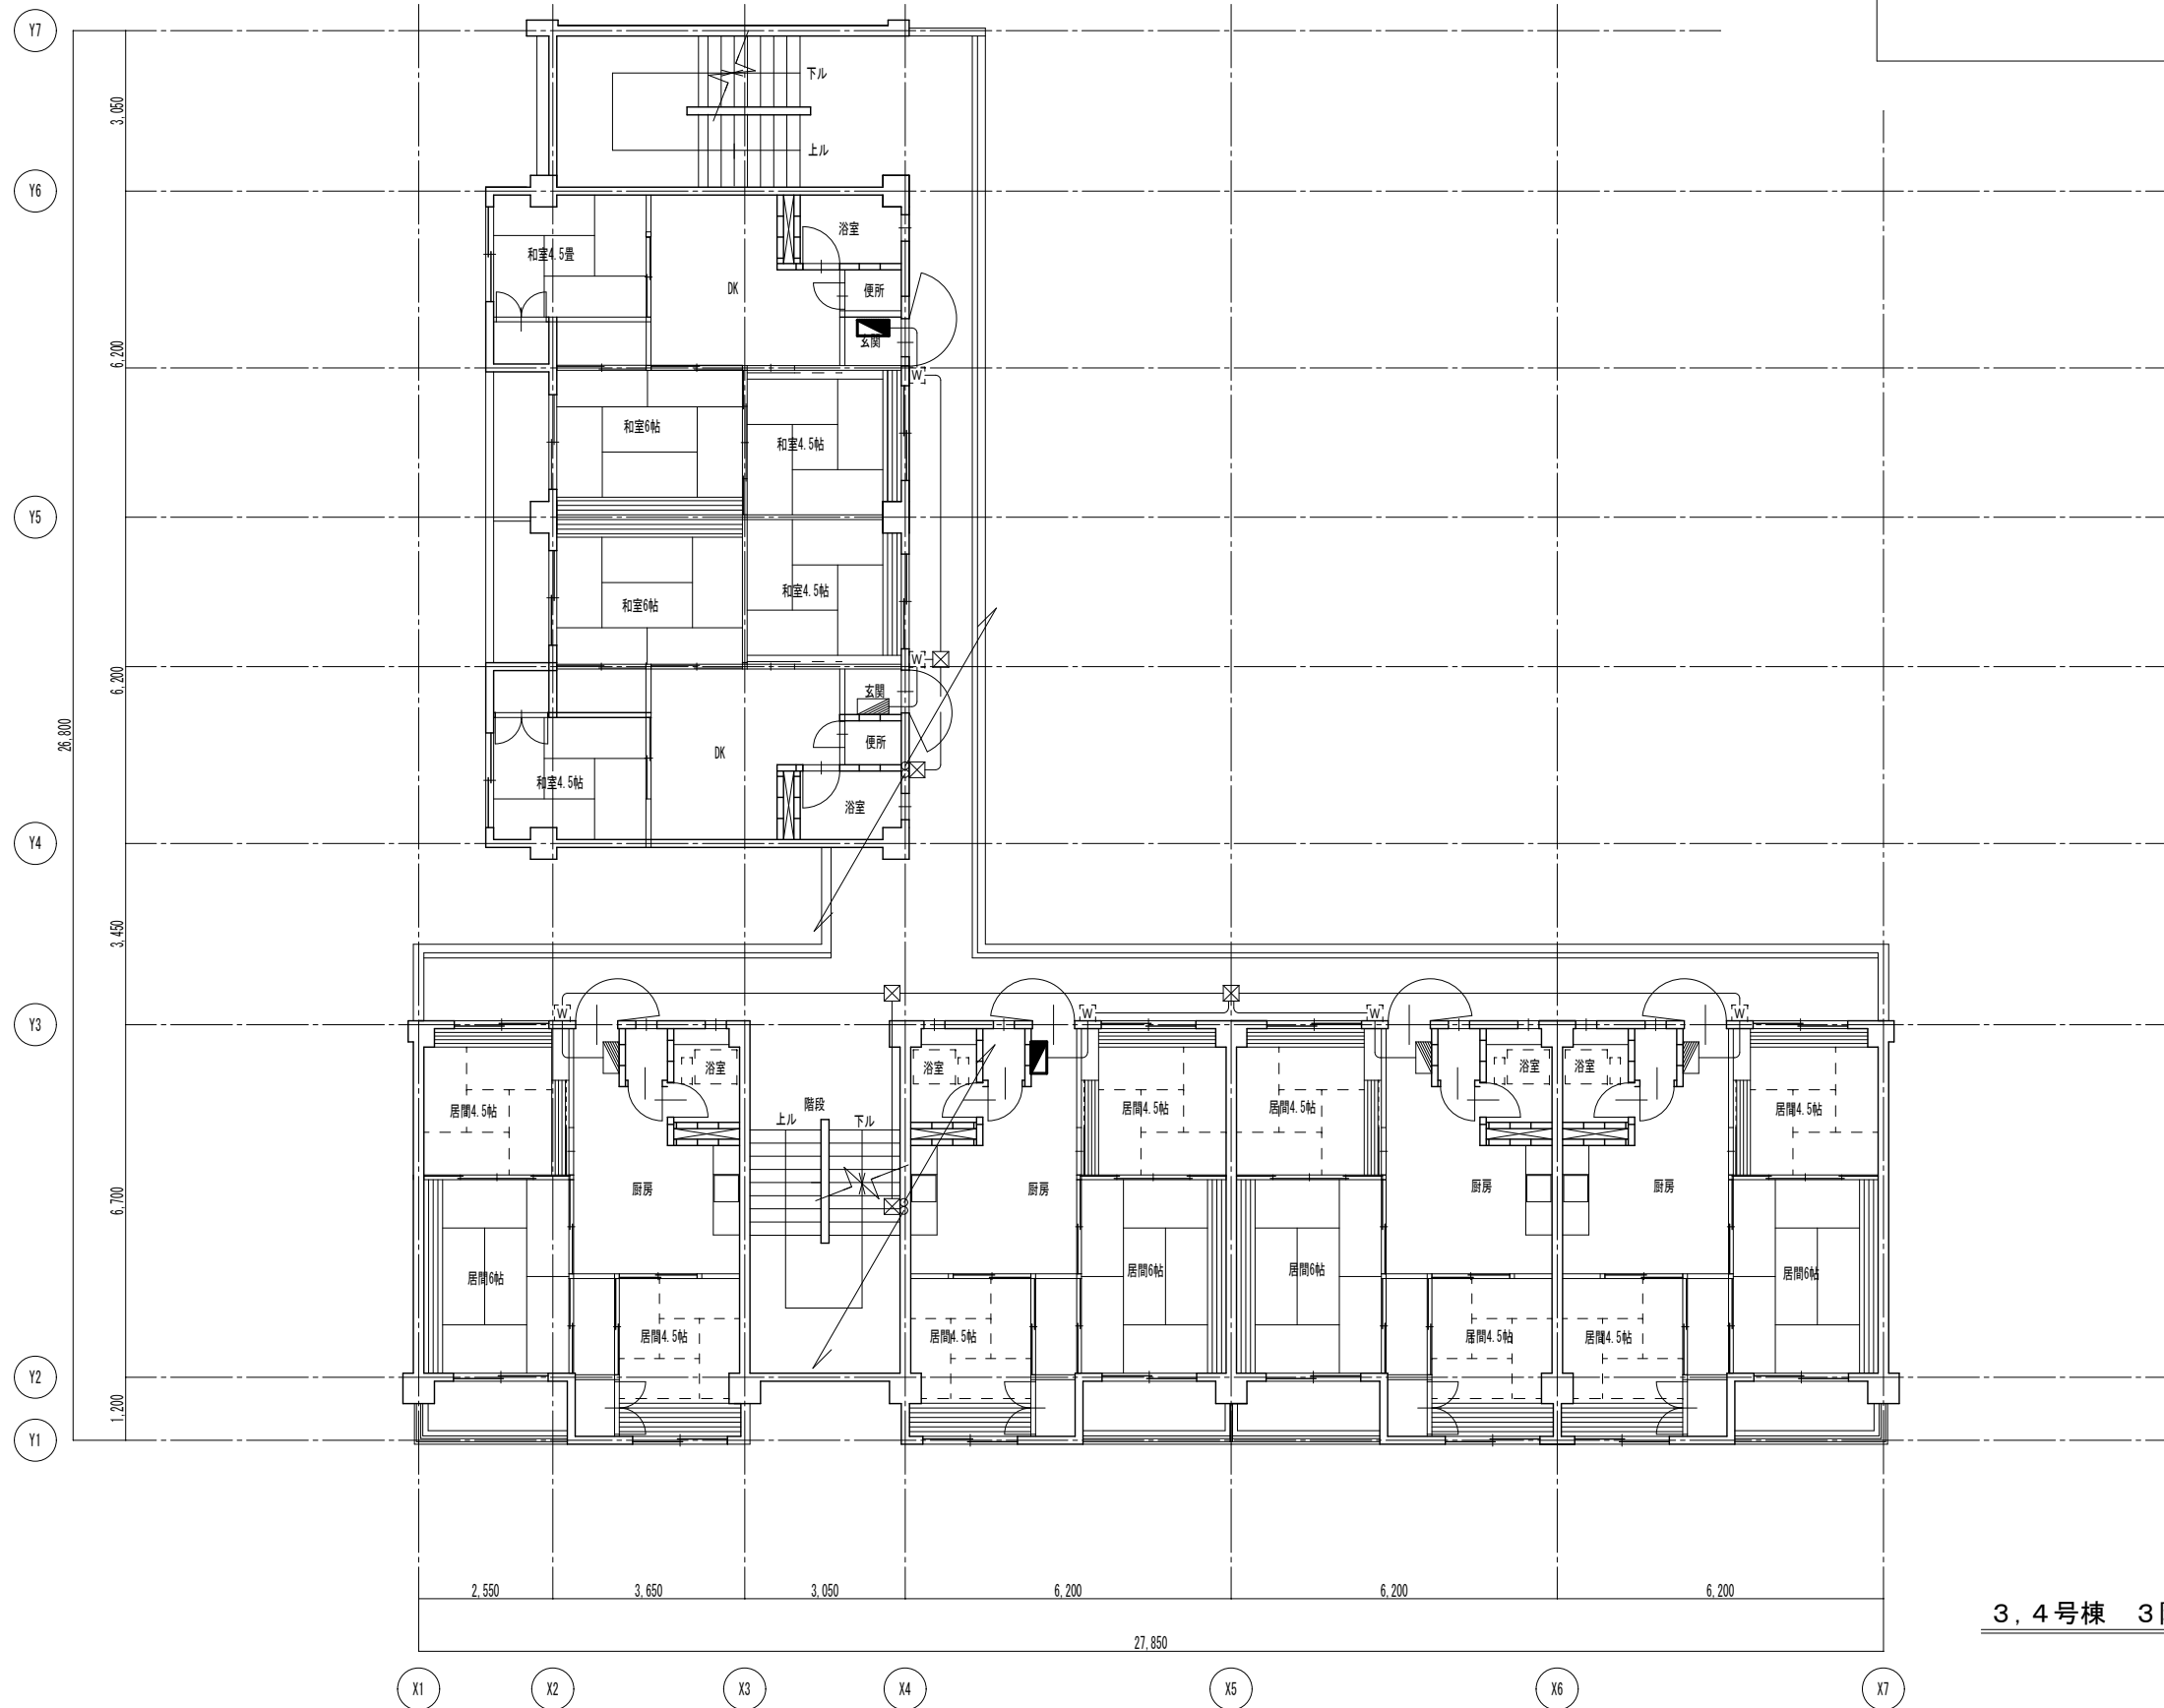 Y7
3,050
下ル
上ル
Y6
浴室
和室4.5畳
DK
便所
玄関
6,200
W
和室6帖
和室4.5帖
Y5
和室4.5帖
和室6帖
W
6,200
玄関
26,800
便所
DK
和室4.5帖
浴室
Y4
3,450
W
W
W
W
Y3
浴室
浴室
浴室
浴室
階段
居間4.5帖
上ル
下ル
居間4.5帖
居間4.5帖
居間4.5帖
厨房
厨房
厨房
厨房
6,700
居間6帖
居間6帖
居間6帖
居間6帖
居間4.5帖
居間4.5帖
居間4.5帖
居間4.5帖
Y2
1,200
Y1
2,550
3,650
3,050
6,200
6,200
6,200
3,4号棟 3
27,850
X1
X2
X3
X4
X5
X6
X7